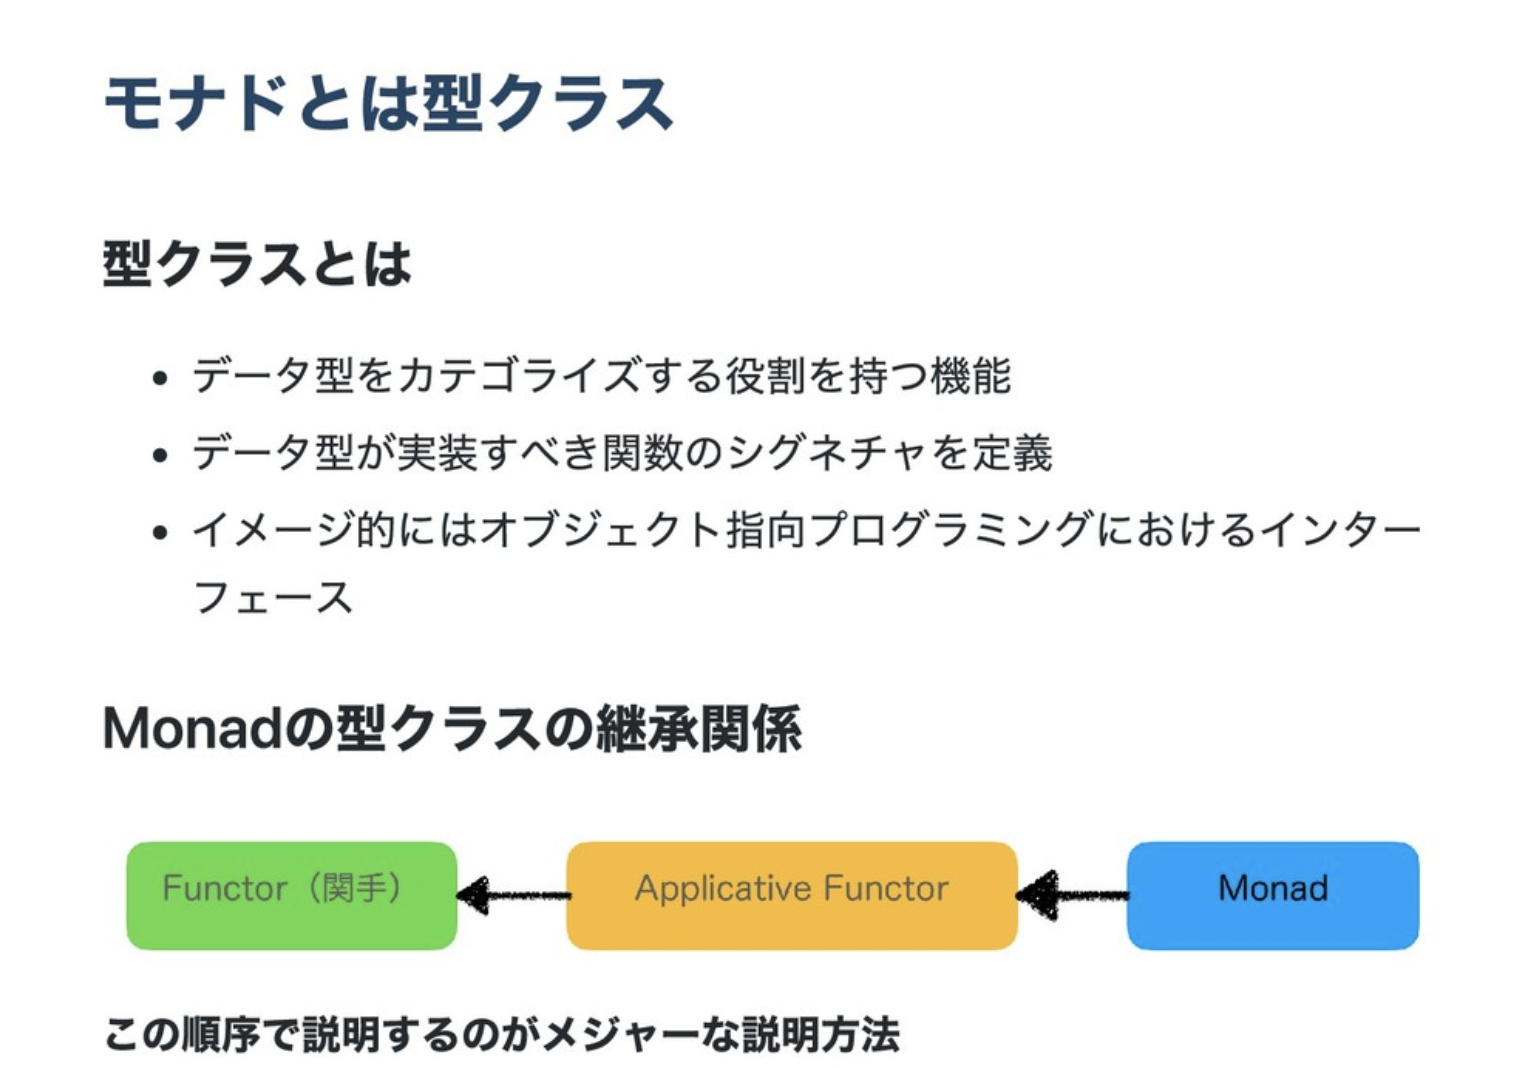 モナドとは型クラス
型クラスとは
• データ型をカテゴライズする役割を持つ機能
• データ型が実装すべき関数のシグネチャを定義
• イメージ的にはオブジェクト指向プログラミングにおけるインター
フェース
Monadの型クラスの継承関係
Functor（関手） Applicative Functor Monad
この順序で説明するのがメジャーな説明方法